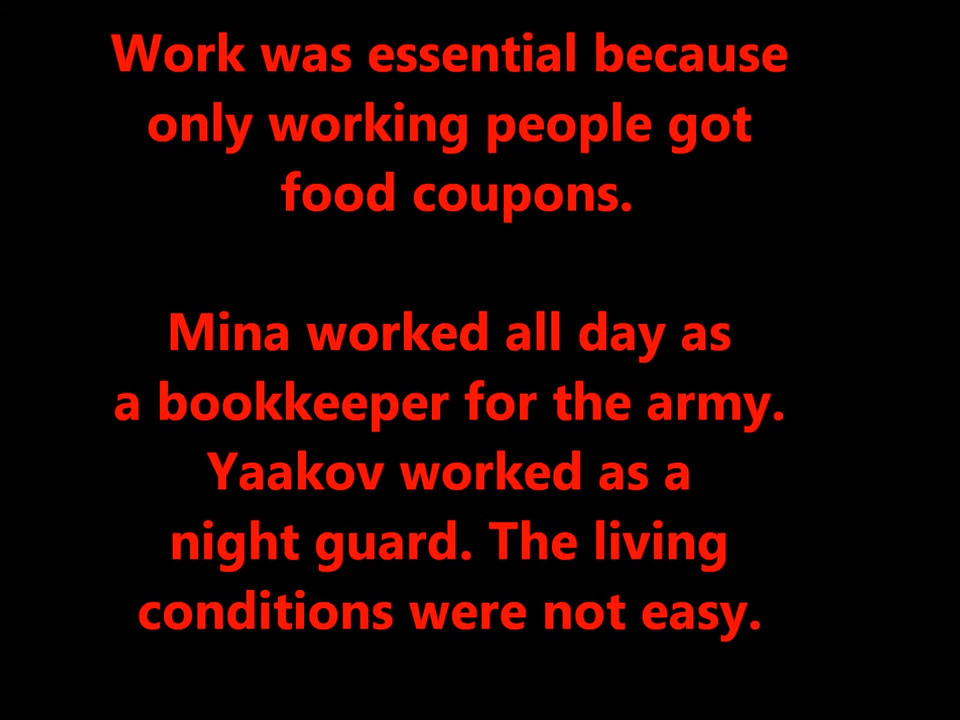 Work was essential because
only working people got
food coupons.
Mina worked all day as
a bookkeeper for the army.
Yaakov worked as a
night guard. The living
conditions were not easy.